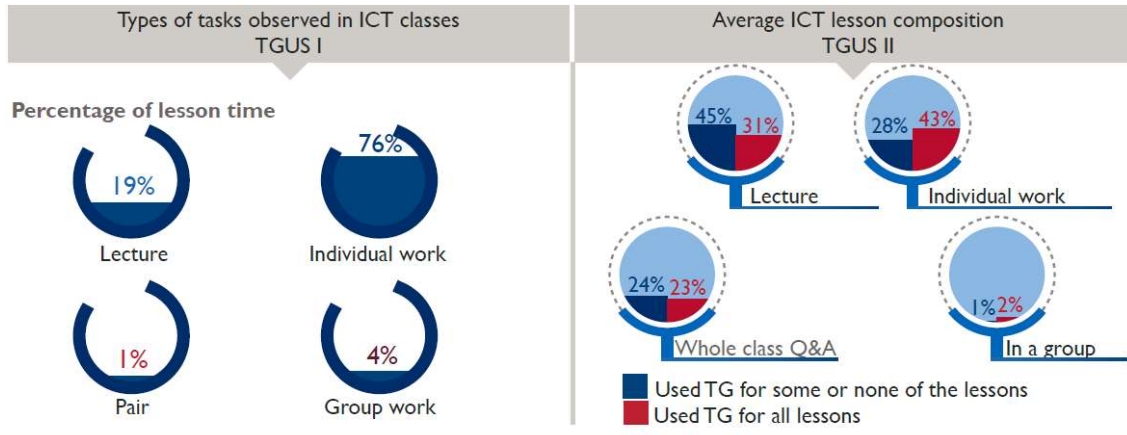 Types of tasks observed in ICT classes
TGUS I
Percentage of lesson time
19%
Lecture
76%
Individual work
1%
Pair
4%
Group work
Average ICT lesson composition
TGUS II
45%
31%
Lecture
28%
43%
Individual work
24%
23%
Whole class Q&A
1%
2%
In a group
Used TG for some or none of the lessons
Used TG for all lessons